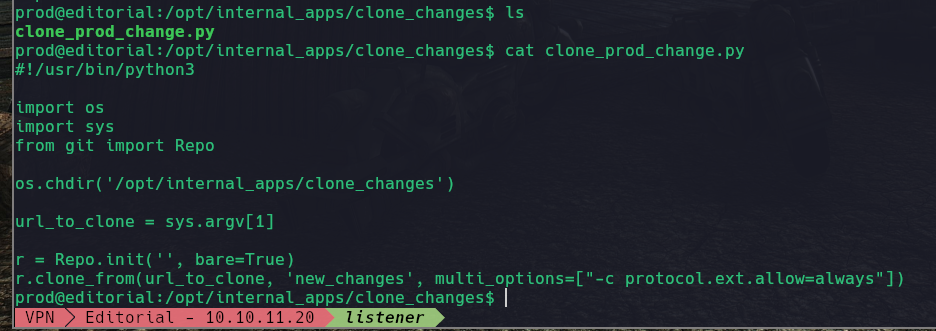 prod@editorial:/opt/internal_apps/clone_changes$ ls
clone_prod_change.py
prod@editorial:/opt/internal_apps/clone_changes$ cat clone_prod_change.py
#!/usr/bin/python3

import os
import sys
from git import Repo

os.chdir('/opt/internal_apps/clone_changes')

url_to_clone = sys.argv[1]

r = Repo.init('', bare=True)
r.clone_from(url_to_clone, 'new_changes', multi_options=["-c protocol.ext.allow=always"])
prod@editorial:/opt/internal_apps/clone_changes$
VPN Editorial - 10.10.11.20 listener